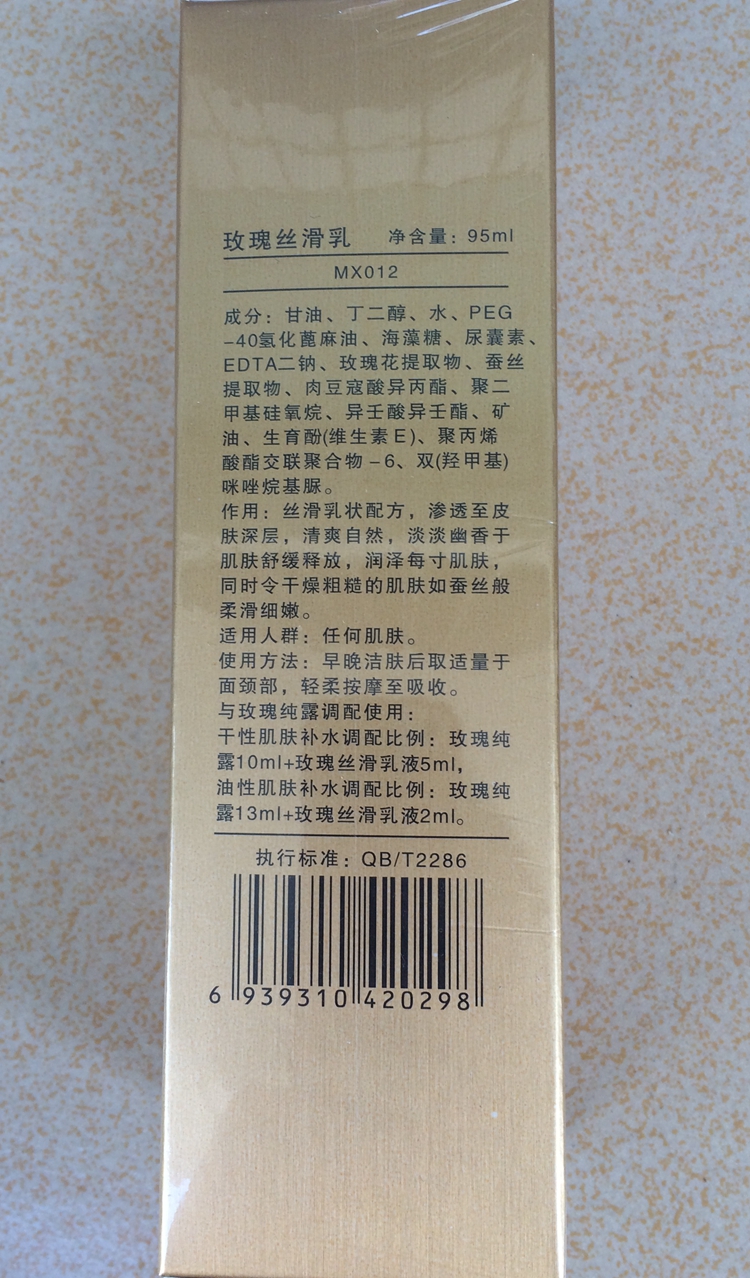 玫瑰丝滑乳 净含量：95ml
MX012
成分：甘油、丁二醇、水、PEG
-40氢化蓖麻油、海藻糖、尿囊素、
EDTA二钠、玫瑰花提取物、蚕丝
提取物、肉豆寇酸异丙酯、聚二
甲基硅氧烷、异壬酸异壬酯、矿
油、生育酚(维生素E)、聚丙烯
酸酯交联聚合物-6、双(羟甲基)
咪唑烷基脲。
作用：丝滑乳状配方，渗透至皮
肤深层，清爽自然，淡淡幽香于
肌肤舒缓释放，润泽每寸肌肤，
同时令干燥粗糙的肌肤如蚕丝般
柔滑细嫩。
适用人群：任何肌肤。
使用方法：早晚洁肤后取适量于
面颈部，轻柔按摩至吸收。
与玫瑰纯露调配使用：
干性肌肤补水调配比例：玫瑰纯
露10ml+玫瑰丝滑乳液5ml，
油性肌肤补水调配比例：玫瑰纯
露13ml+玫瑰丝滑乳液2ml。
执行标准：QB/T2286
6 939310 420298